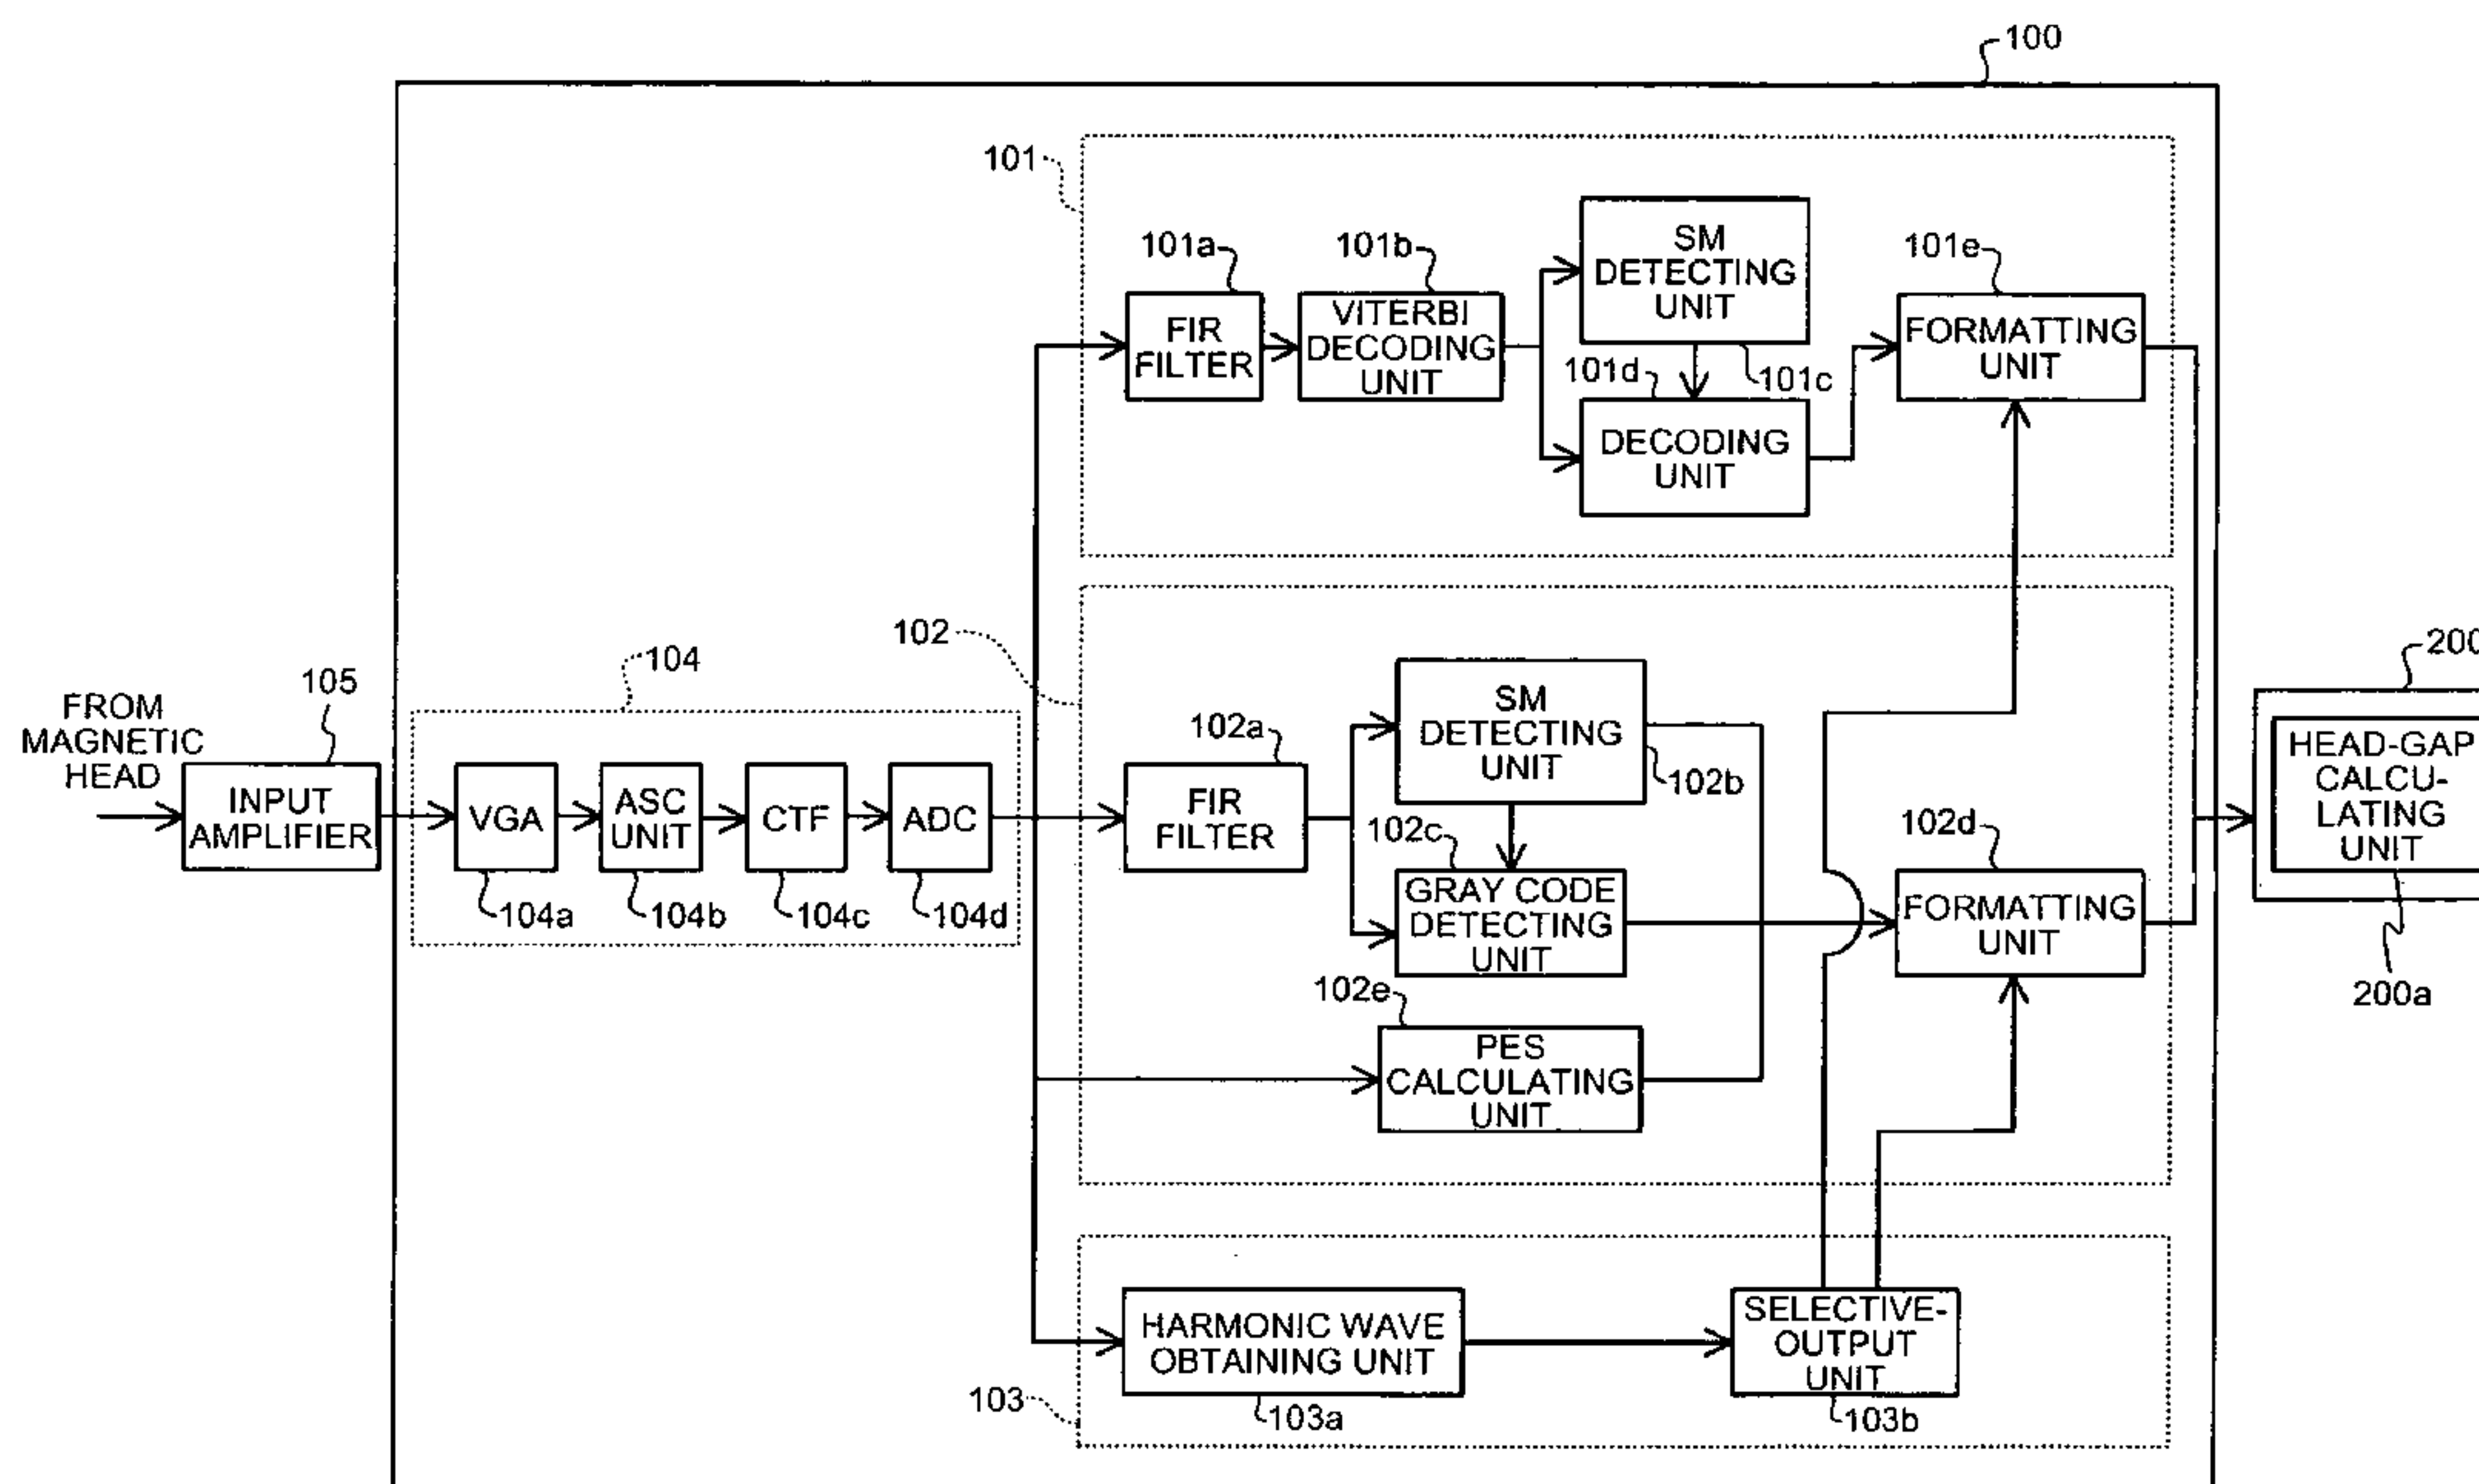 100
101
101a
101b
SM
DETECTING
UNIT
101e
FIR
FILTER
VITERBI
DECODING
UNIT
FORMATTING
UNIT
101d
101c
DECODING
UNIT
102
104
200
FROM
MAGNETIC
HEAD
105
102a
SM
DETECTING
UNIT
102b
HEAD-GAP
CALCU-
LATING
UNIT
INPUT
AMPLIFIER
VGA
ASC
UNIT
CTF
ADC
FIR
FILTER
102c
102d
104a
104b
104c
104d
GRAY CODE
DETECTING
UNIT
FORMATTING
UNIT
102e
200a
PES
CALCULATING
UNIT
HARMONIC WAVE
OBTAINING UNIT
SELECTIVE-
OUTPUT
UNIT
103
103a
103b